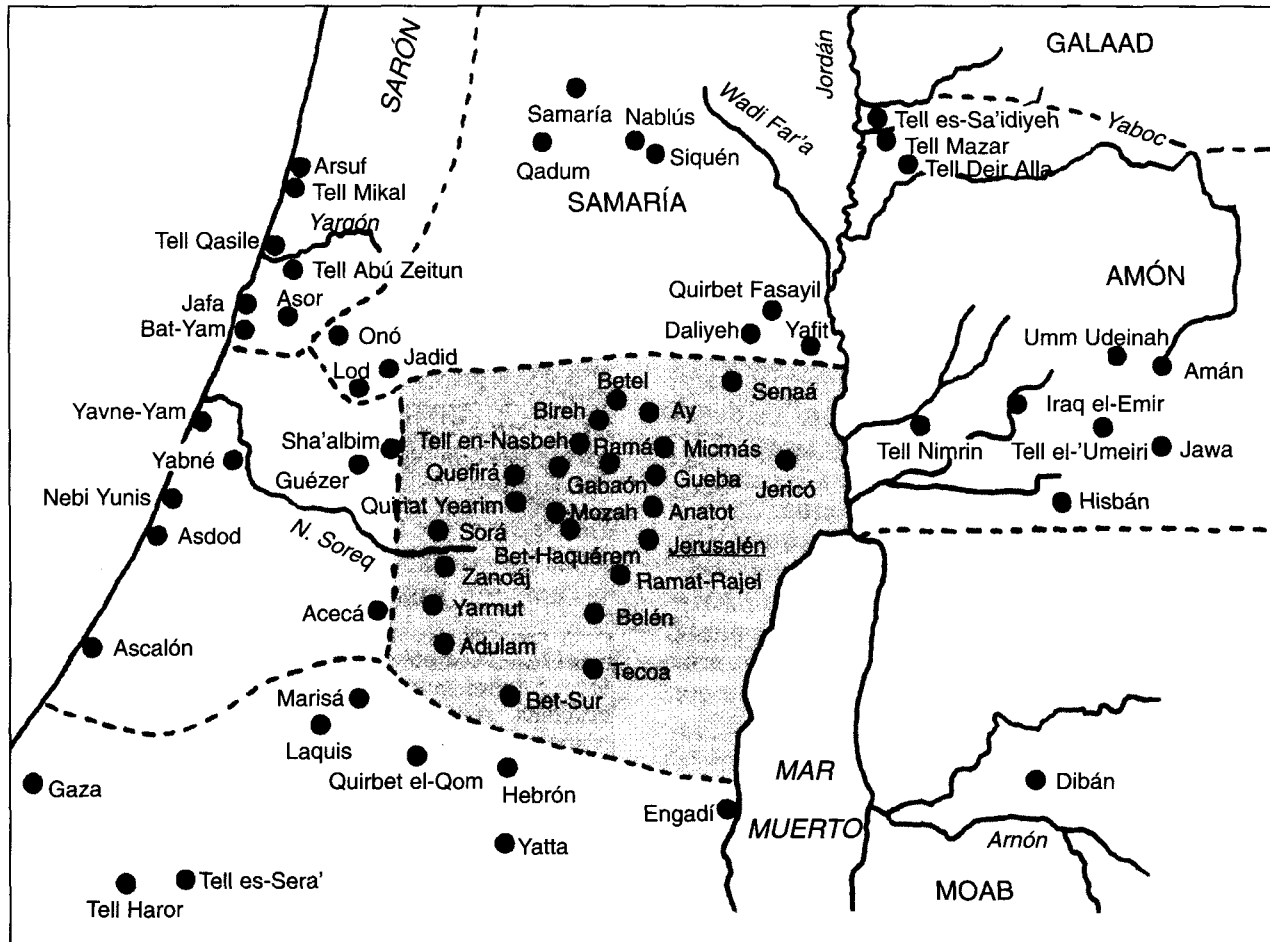 SARÓN
Jordán
GALAAD
Samaría
Nablús
Wadi Far'a
Tell es-Sa'idiyeh
Yaboc
Qadum
Siquén
Tell Mazar
Arsuf
Tell Deir Alla
Tell Mikal
SAMARÍA
Yargón
Tell Qasile
Tell Abú Zeitun
AMÓN
Quirbet Fasayil
Jafa
Asor
Bat-Yam
Onó
Daliyeh
Yafit
Umm Udeinah
Jadid
Amán
Lod
Betel
Senaá
Yavne-Yam
Bireh
Ay
Iraq el-Emir
Sha'albim
Tell en-Nasbeh
Ramá
Micmás
Tell Nimrin
Tell el-'Umeiri
Jawa
Yabné
Guézer
Quefirá
Gabaón
Gueba
Jericó
Nebi Yunis
Quiriat Yearim
Mozah
Anatot
Hisbán
Asdod
N. Soreq
Sorá
Bet-Haquérem
Jerusalén
Zanoáj
Ramat-Rajel
Acecá
Yarmut
Belén
Ascalón
Adulam
Tecoa
Marisá
Bet-Sur
Laquis
Gaza
Quirbet el-Qom
Hebrón
MAR
MUERTO
Dibán
Engadí
Yatta
Arnón
Tell es-Sera'
MOAB
Tell Haror